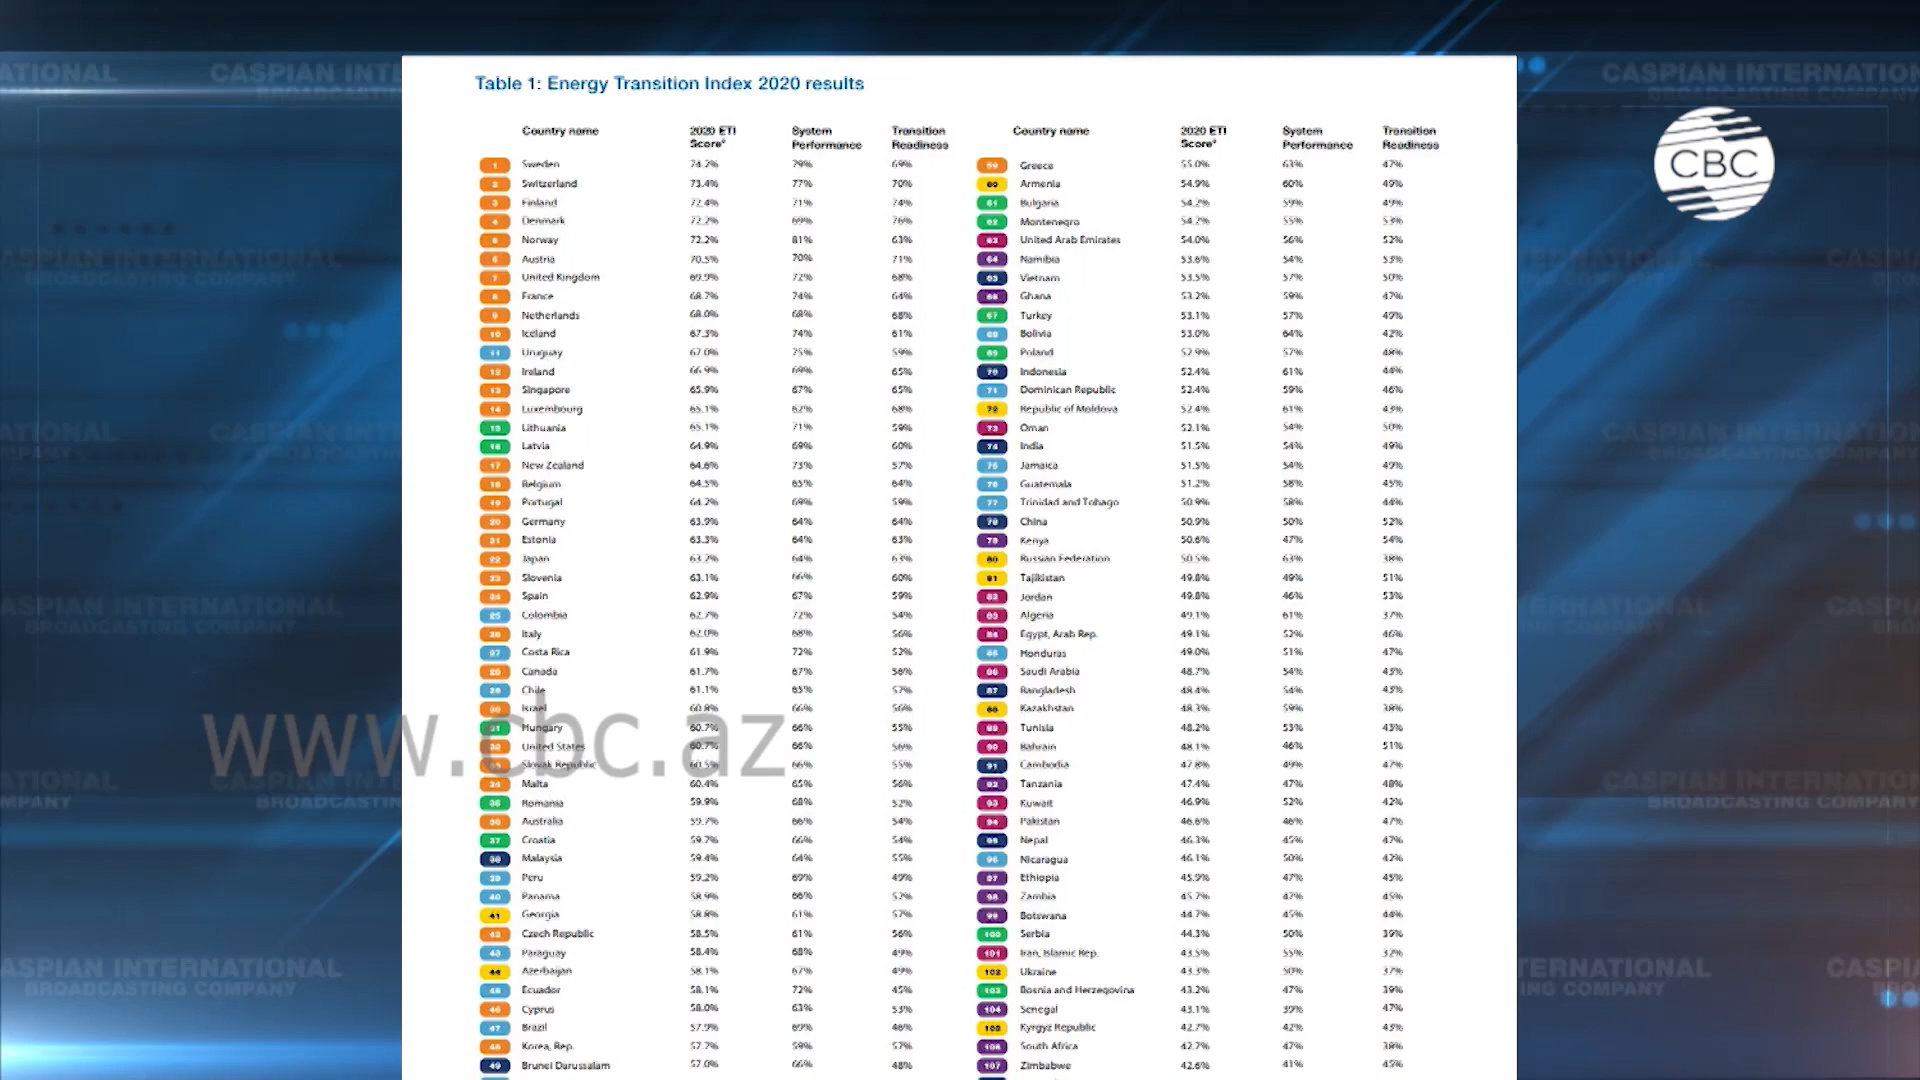 Table 1: Energy Transition Index 2020 results
Country name 2020 ETI Score² System Performance Transition Readiness
1 Sweden 74.2% 79% 69%
2 Switzerland 73.4% 77% 70%
3 Finland 72.4% 71% 74%
4 Denmark 72.2% 69% 76%
5 Norway 72.2% 81% 63%
6 Austria 70.5% 70% 71%
7 United Kingdom 69.9% 72% 68%
8 France 68.7% 74% 64%
9 Netherlands 68.0% 68% 68%
10 Iceland 67.3% 74% 61%
11 Uruguay 67.0% 75% 59%
12 Ireland 66.9% 69% 65%
13 Singapore 65.9% 67% 65%
14 Luxembourg 65.1% 62% 68%
15 Lithuania 65.1% 71% 59%
16 Latvia 64.9% 69% 60%
17 New Zealand 64.6% 73% 57%
18 Belgium 64.5% 65% 64%
19 Portugal 64.2% 69% 59%
20 Germany 63.9% 64% 64%
21 Estonia 63.3% 64% 63%
22 Japan 63.2% 64% 63%
23 Slovenia 63.1% 66% 60%
24 Spain 62.9% 67% 59%
25 Colombia 62.7% 72% 54%
26 Italy 62.0% 68% 56%
27 Costa Rica 61.9% 72% 52%
28 Canada 61.7% 67% 56%
29 Chile 61.1% 65% 57%
30 Israel 60.8% 66% 56%
31 Hungary 60.7% 66% 55%
32 United States 60.7% 66% 56%
33 Slovak Republic 60.5% 66% 55%
34 Malta 60.4% 65% 56%
35 Romania 59.9% 68% 52%
36 Australia 59.7% 66% 54%
37 Croatia 59.7% 66% 54%
38 Malaysia 59.4% 64% 55%
39 Peru 59.2% 69% 49%
40 Panama 58.9% 66% 52%
41 Georgia 58.8% 61% 57%
42 Czech Republic 58.5% 61% 56%
43 Paraguay 58.4% 68% 49%
44 Azerbaijan 58.1% 67% 49%
45 Ecuador 58.1% 72% 45%
46 Cyprus 58.0% 63% 53%
47 Brazil 57.9% 69% 46%
48 Korea, Rep. 57.7% 59% 57%
49 Brunei Darussalam 57.0% 66% 48%
Country name 2020 ETI Score² System Performance Transition Readiness
59 Greece 55.0% 63% 47%
60 Armenia 54.9% 60% 49%
61 Bulgaria 54.2% 59% 49%
62 Montenegro 54.2% 55% 53%
63 United Arab Emirates 54.0% 56% 52%
64 Namibia 53.6% 54% 53%
65 Vietnam 53.5% 57% 50%
66 Ghana 53.2% 59% 47%
67 Turkey 53.1% 57% 49%
68 Bolivia 53.0% 64% 42%
69 Poland 52.9% 57% 48%
70 Indonesia 52.4% 61% 44%
71 Dominican Republic 52.4% 59% 46%
72 Republic of Moldova 52.4% 61% 43%
73 Oman 52.1% 54% 50%
74 India 51.5% 54% 49%
75 Jamaica 51.5% 54% 49%
76 Guatemala 51.2% 58% 45%
77 Trinidad and Tobago 50.9% 58% 44%
78 China 50.9% 50% 52%
79 Kenya 50.6% 47% 54%
80 Russian Federation 50.5% 63% 38%
81 Tajikistan 49.8% 49% 51%
82 Jordan 49.8% 46% 53%
83 Algeria 49.1% 61% 37%
84 Egypt, Arab Rep. 49.1% 52% 46%
85 Honduras 49.0% 51% 47%
86 Saudi Arabia 48.7% 54% 43%
87 Bangladesh 48.4% 54% 43%
88 Kazakhstan 48.3% 59% 38%
89 Tunisia 48.2% 53% 43%
90 Bahrain 48.1% 46% 51%
91 Cambodia 47.8% 49% 47%
92 Tanzania 47.4% 47% 48%
93 Kuwait 46.9% 52% 42%
94 Pakistan 46.6% 46% 47%
95 Nepal 46.3% 45% 47%
96 Nicaragua 46.1% 50% 42%
97 Ethiopia 45.9% 47% 45%
98 Zambia 45.7% 47% 45%
99 Botswana 44.7% 45% 44%
100 Serbia 44.3% 50% 39%
101 Iran, Islamic Rep. 43.5% 55% 32%
102 Ukraine 43.3% 50% 37%
103 Bosnia and Herzegovina 43.2% 47% 39%
104 Senegal 43.1% 39% 47%
105 Kyrgyz Republic 42.7% 42% 43%
106 South Africa 42.7% 47% 38%
107 Zimbabwe 42.6% 41% 45%
CBC
www.cbc.az
CASPIAN INTERNATIONAL
BROADCASTING COMPANY